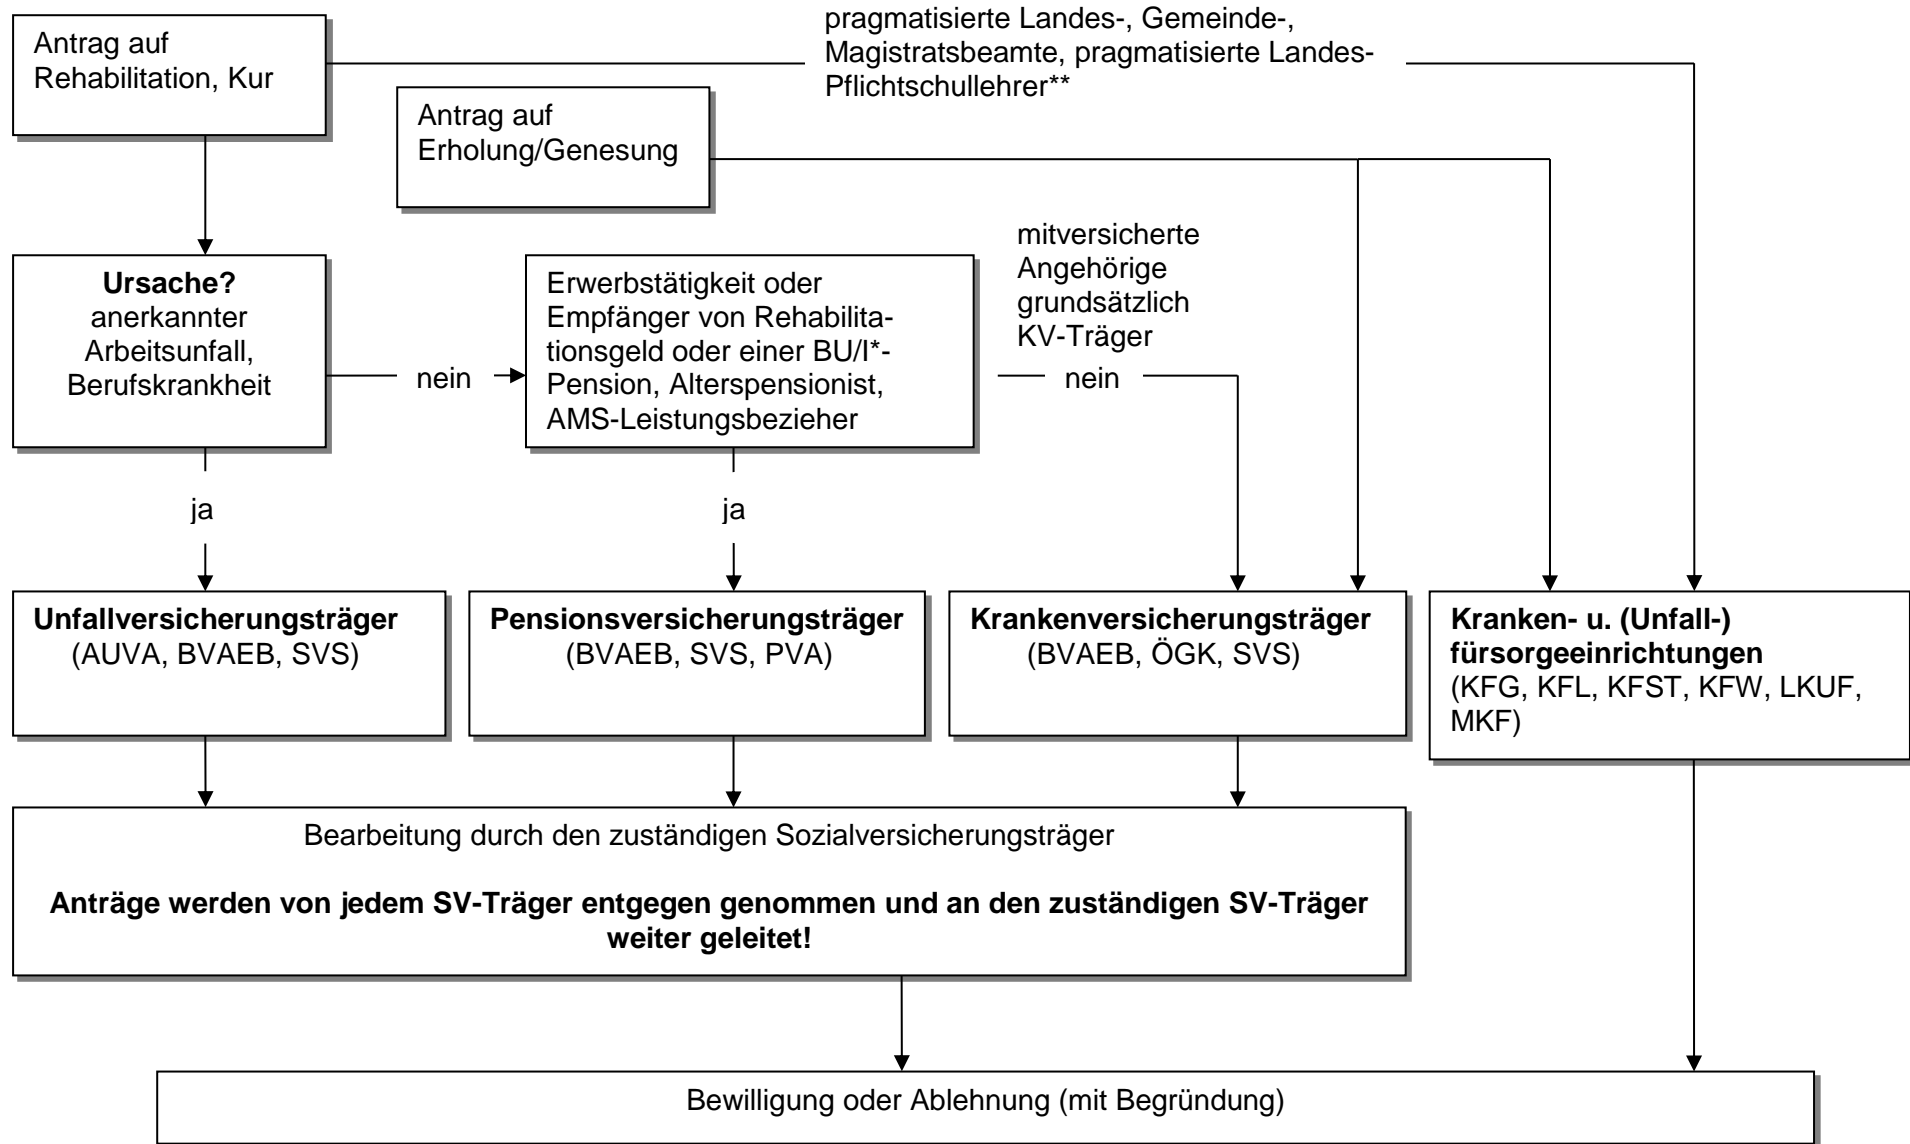 Antrag auf
Rehabilitation, Kur
pragmatisierte Landes-, Gemeinde-,
Magistratsbeamte, pragmatisierte Landes-
Pflichtschullehrer**
Antrag auf
Erholung/Genesung
Ursache?
anerkannter
Arbeitsunfall,
Berufskrankheit
nein
Erwerbstätigkeit oder
Empfänger von Rehabilita-
tionsgeld oder einer BU/I*-
Pension, Alterspensionist,
AMS-Leistungsbezieher
mitversicherte
Angehörige
grundsätzlich
KV-Träger
nein
ja
ja
Unfallversicherungsträger
(AUVA, BVAEB, SVS)
Pensionsversicherungsträger
(BVAEB, SVS, PVA)
Krankenversicherungsträger
(BVAEB, ÖGK, SVS)
Kranken- u. (Unfall-)
fürsorgeeinrichtungen
(KFG, KFL, KFST, KFW, LKUF,
MKF)
Bearbeitung durch den zuständigen Sozialversicherungsträger
Anträge werden von jedem SV-Träger entgegen genommen und an den zuständigen SV-Träger
weiter geleitet!
Bewilligung oder Ablehnung (mit Begründung)